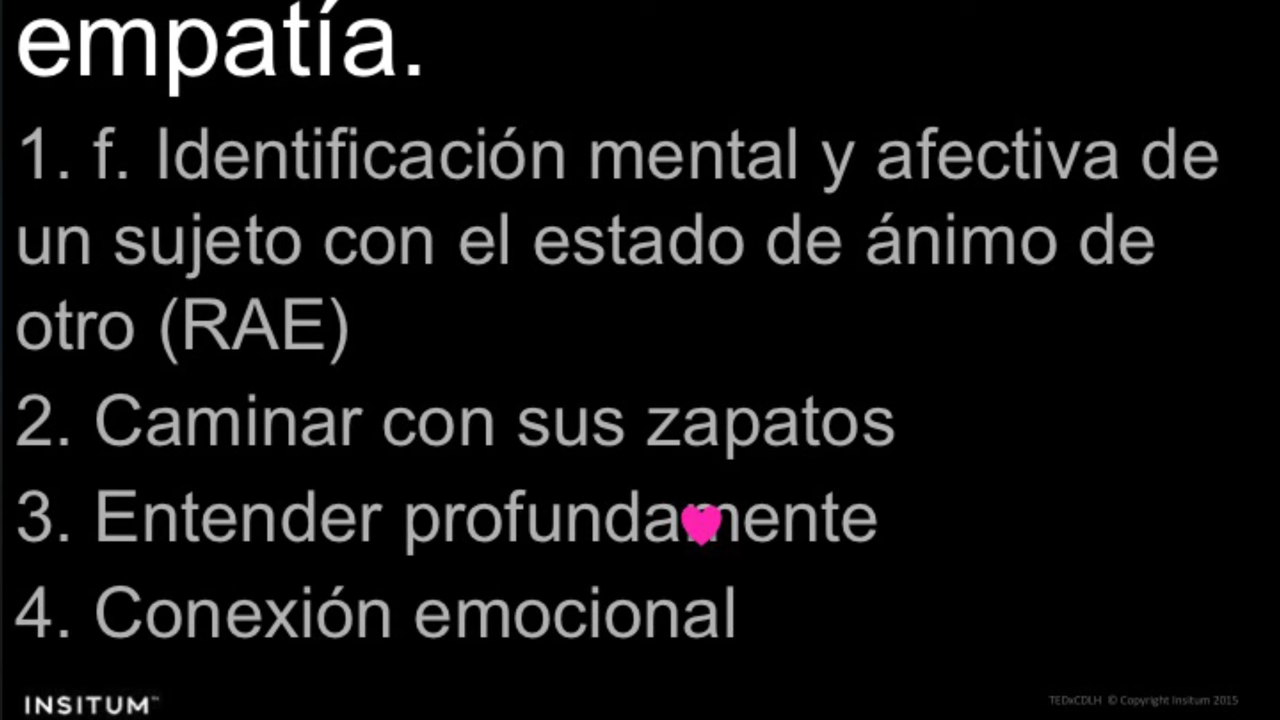 empatía.
1. f. Identificación mental y afectiva de
un sujeto con el estado de ánimo de
otro (RAE)
2. Caminar con sus zapatos
3. Entender profundamente
4. Conexión emocional
INSITUM™
TEDxCDLH © Copyright Insitum 2015